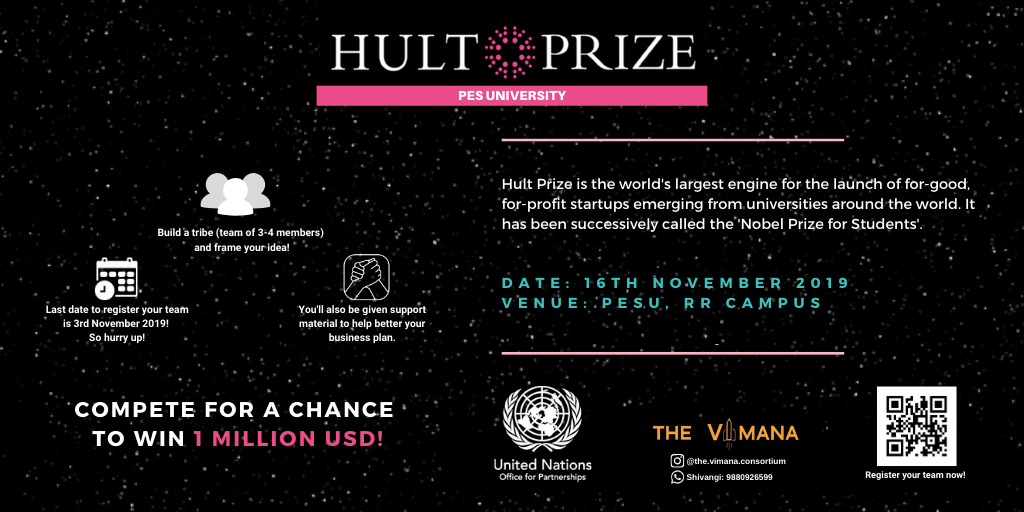 HULT PRIZE
PES UNIVERSITY
Build a tribe (team of 3-4 members)
and frame your idea!
Last date to register your team
is 3rd November 2019!
So hurry up!
You'll also be given support
material to help better your
business plan.
COMPETE FOR A CHANCE
TO WIN 1 MILLION USD!
Hult Prize is the world's largest engine for the launch of for-good,
for-profit startups emerging from universities around the world. It
has been successively called the 'Nobel Prize for Students'.
DATE: 16TH NOVEMBER 2019
VENUE: PESU, RR CAMPUS
United Nations
Office for Partnerships
THE VIMANA
@the.vimana.consortium
Shivangi: 9880926599
Register your team now!